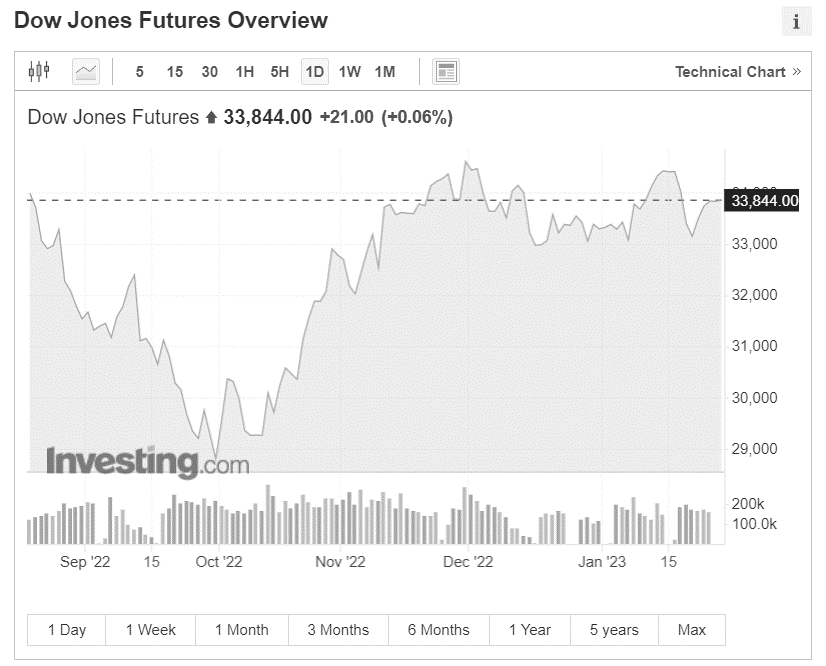 Dow Jones Futures Overview
i
5 15 30 1H 5H 1D 1W 1M Technical Chart »
Dow Jones Futures 33,844.00 +21.00 (+0.06%)
33,844.00
33,000
32,000
31,000
30,000
29,000
Investing.com
200k
100.0k
Sep '22 15 Oct '22 Nov '22 Dec '22 Jan '23 15
1 Day 1 Week 1 Month 3 Months 6 Months 1 Year 5 years Max